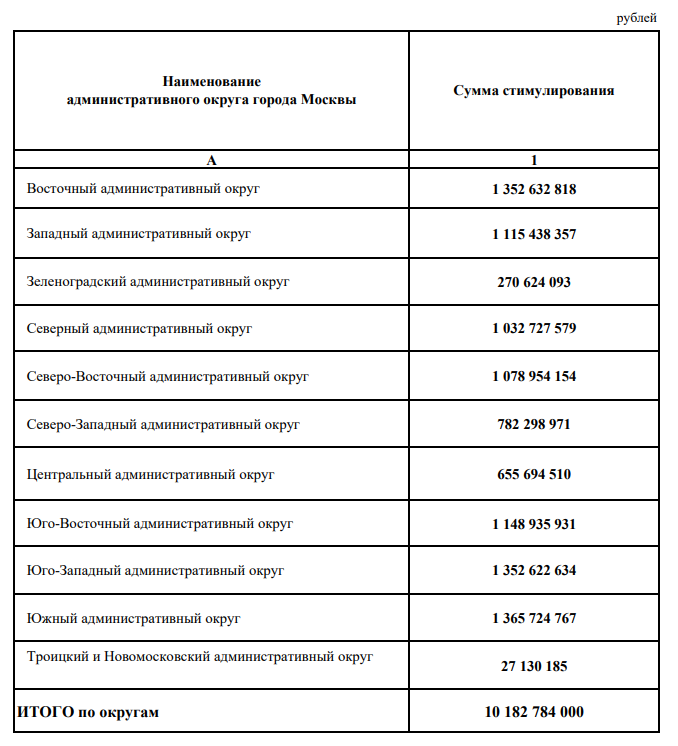 рублей
Наименование
административного округа города Москвы
Сумма стимулирования
А
1
Восточный административный округ
1 352 632 818
Западный административный округ
1 115 438 357
Зеленоградский административный округ
270 624 093
Северный административный округ
1 032 727 579
Северо-Восточный административный округ
1 078 954 154
Северо-Западный административный округ
782 298 971
Центральный административный округ
655 694 510
Юго-Восточный административный округ
1 148 935 931
Юго-Западный административный округ
1 352 622 634
Южный административный округ
1 365 724 767
Троицкий и Новомосковский административный округ
27 130 185
ИТОГО по округам
10 182 784 000